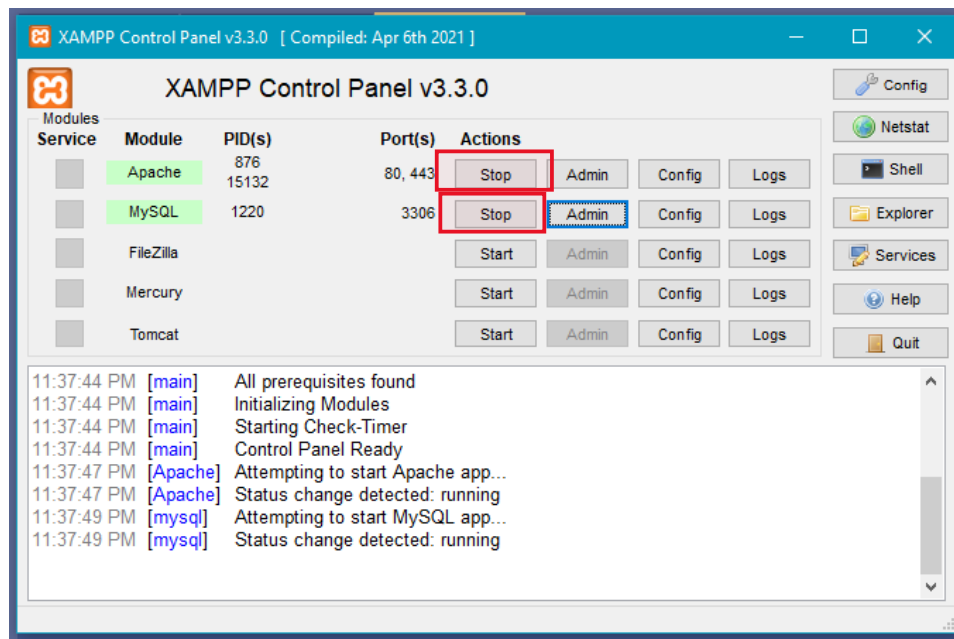 XAMPP Control Panel v3.3.0 [ Compiled: Apr 6th 2021 ]
XAMPP Control Panel v3.3.0
Config
Modules
Service Module PID(s) Port(s) Actions
Netstat
Apache 876 15132 80, 443 Stop Admin Config Logs
Shell
MySQL 1220 3306 Stop Admin Config Logs
Explorer
FileZilla Start Admin Config Logs
Services
Mercury Start Admin Config Logs
Help
Tomcat Start Admin Config Logs
Quit
11:37:44 PM [main] All prerequisites found
11:37:44 PM [main] Initializing Modules
11:37:44 PM [main] Starting Check-Timer
11:37:44 PM [main] Control Panel Ready
11:37:47 PM [Apache] Attempting to start Apache app...
11:37:47 PM [Apache] Status change detected: running
11:37:49 PM [mysql] Attempting to start MySQL app...
11:37:49 PM [mysql] Status change detected: running